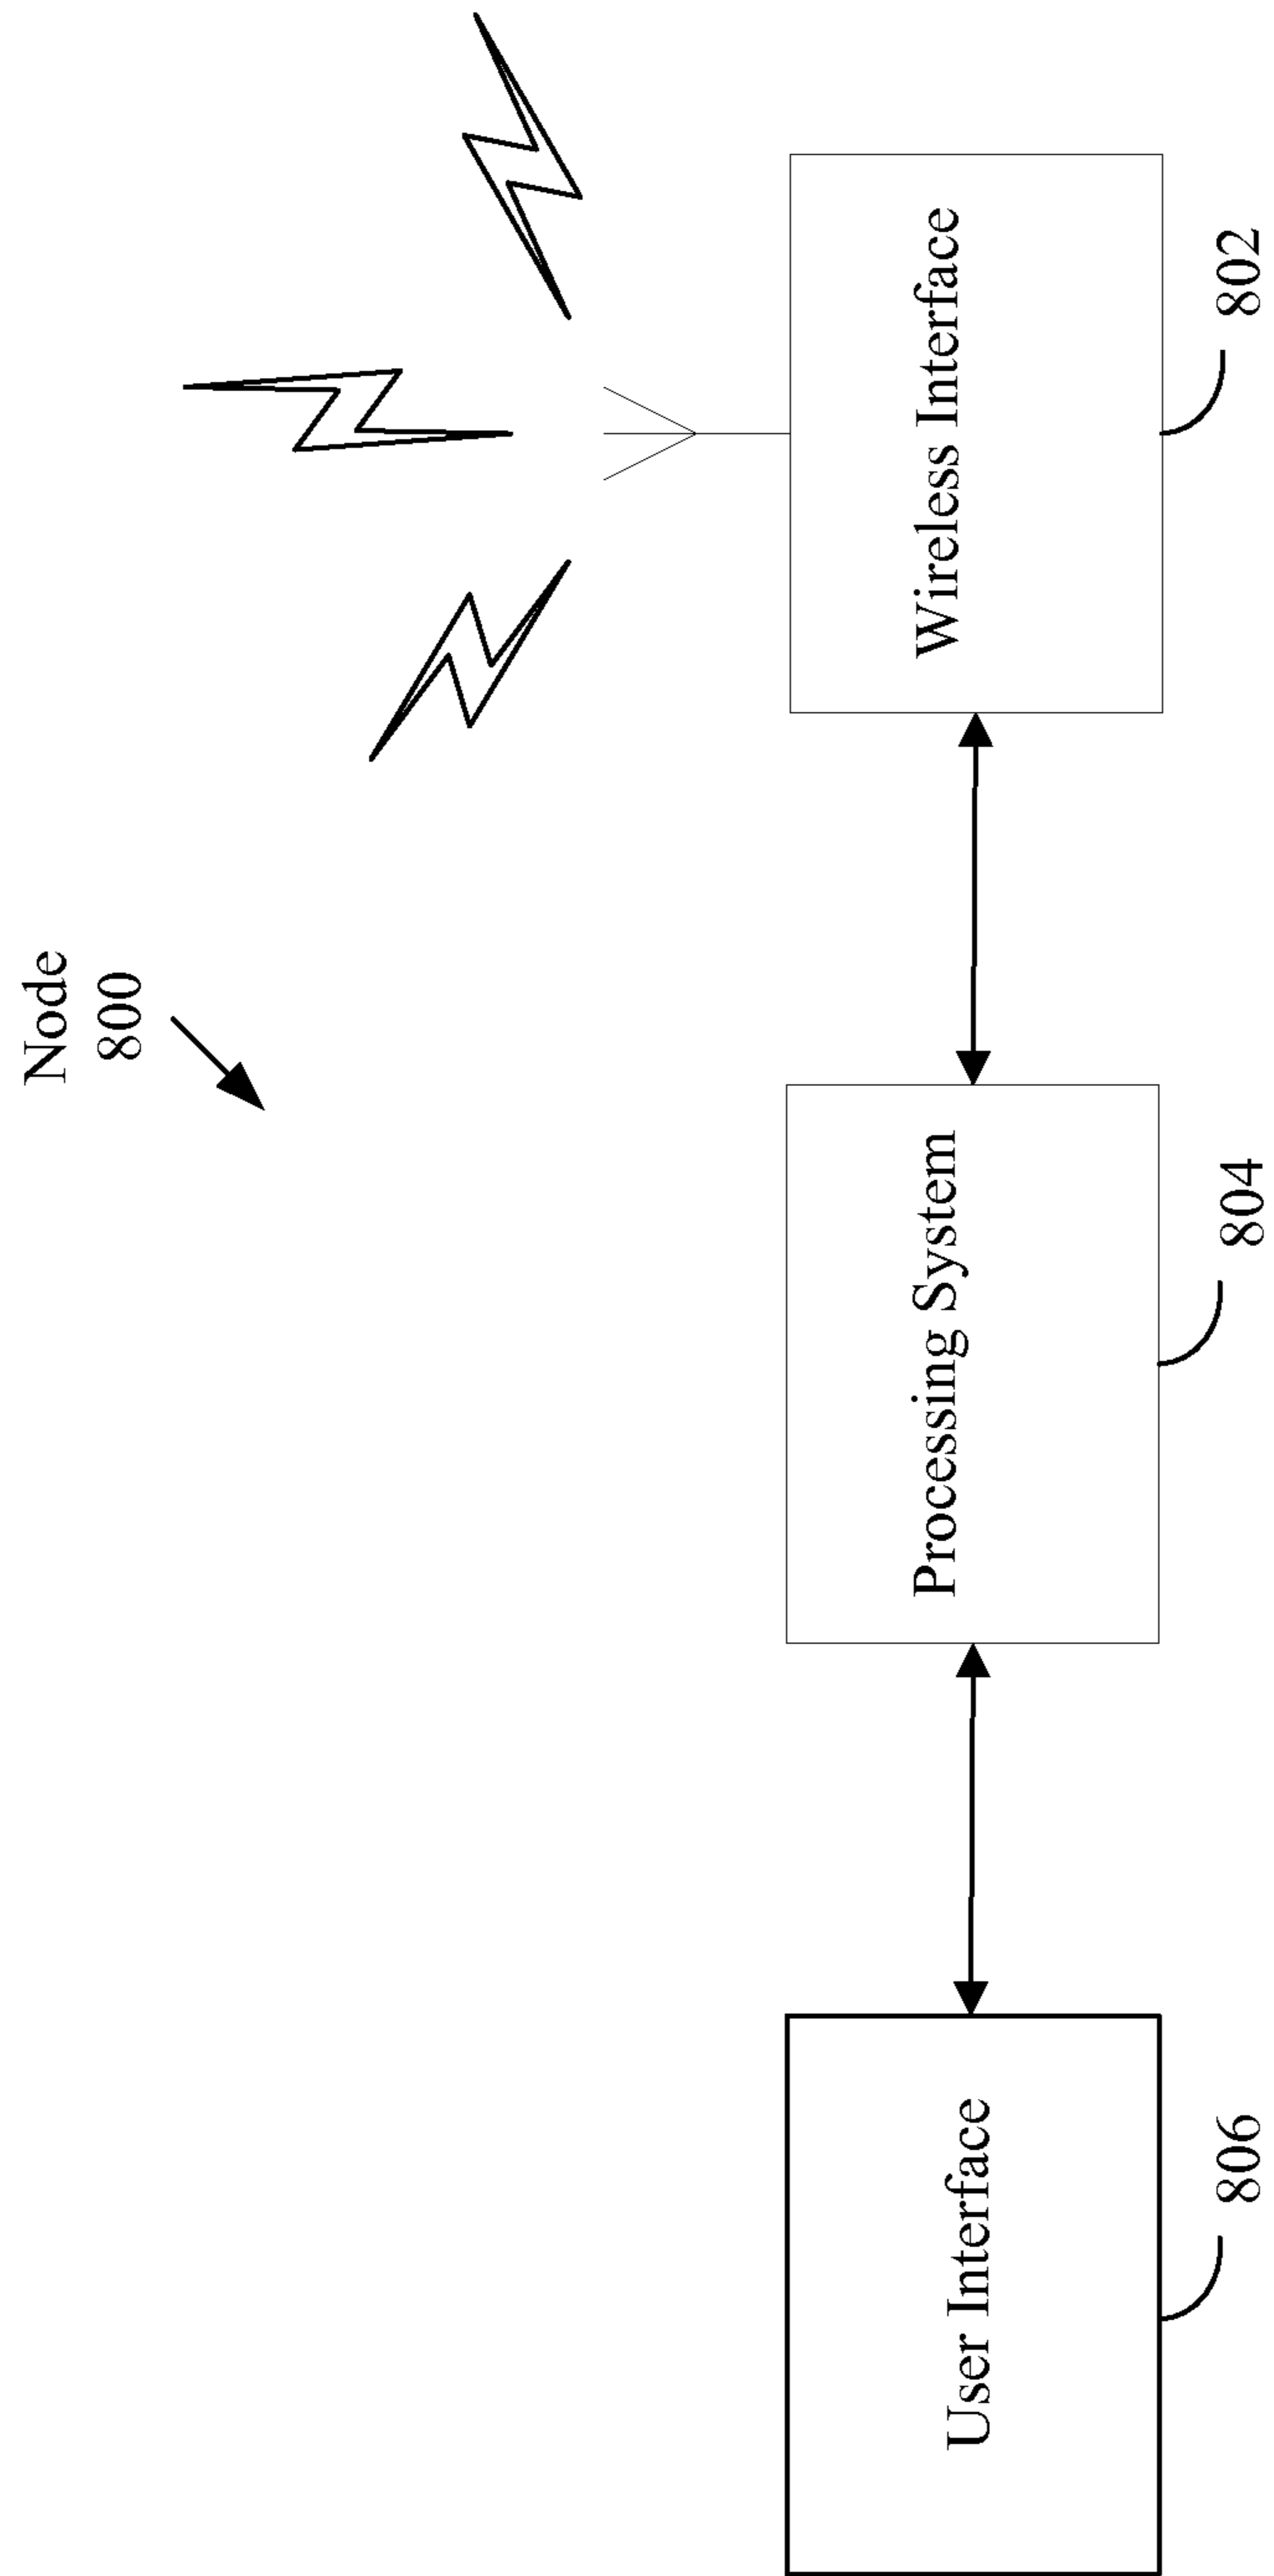 Node
800
User Interface
Processing System
Wireless Interface
806
804
802